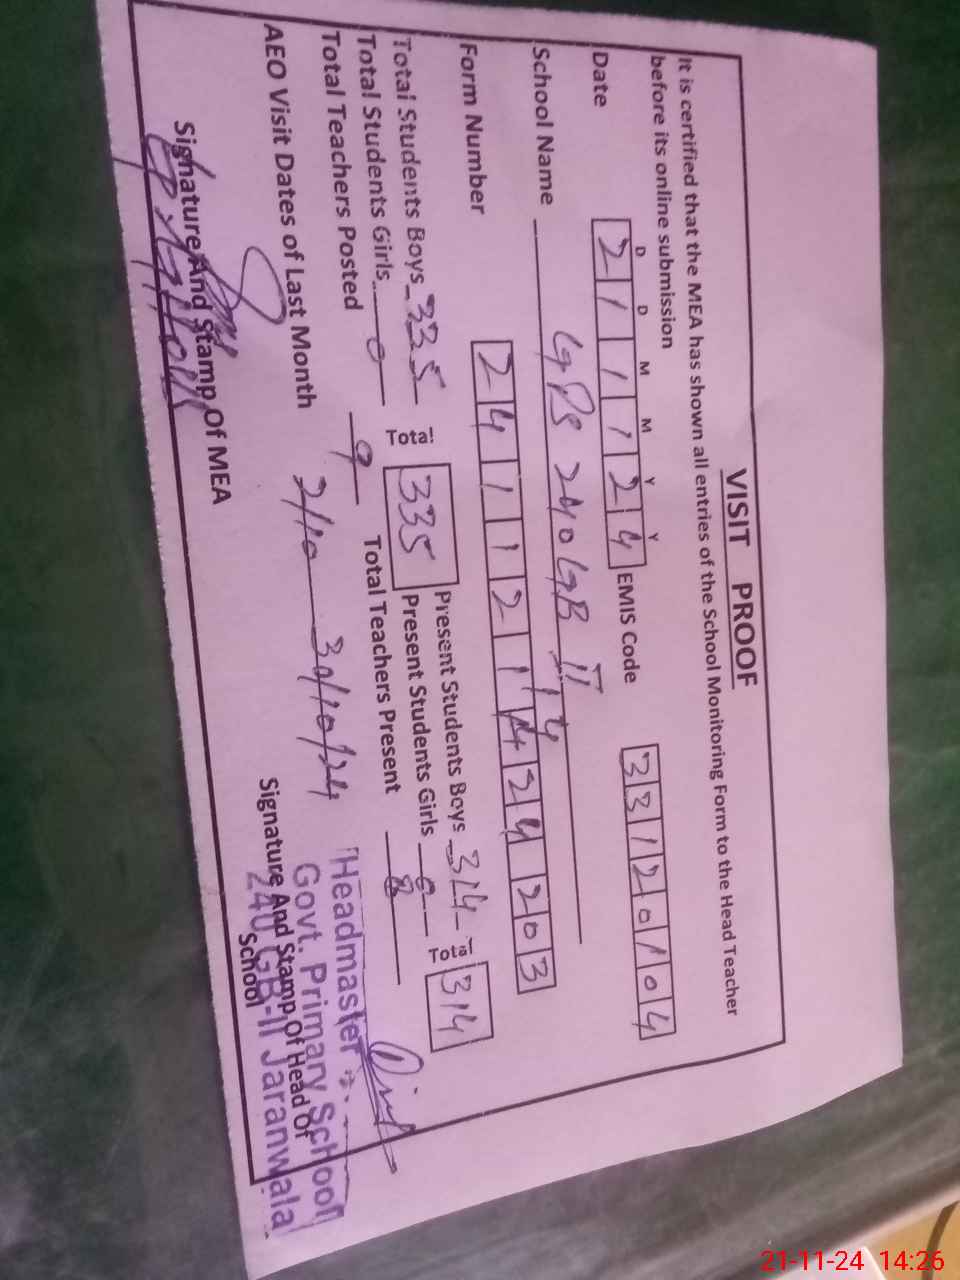 VISIT PROOF
It is certified that the MEA has shown all entries of the School Monitoring Form to the Head Teacher
before its online submission
D D M M Y Y
Date 2 1 1 1 2 4 EMIS Code 3 3 1 2 0 1 0 4
School Name GPS 240 GB II
Form Number 2 4 1 1 2 1 1 4 2 4 2 0 3
Total Students Boys 335 Total 335 Present Students Boys 314 Total 314
Total Students Girls 0 Present Students Girls 0
Total Teachers Posted 9 Total Teachers Present 8
AEO Visit Dates of Last Month 2/10 30/10/24
Signature And Stamp Of MEA
Signature And Stamp Of Head Of
School
Headmaster
Govt. Primary School
240 GB-II Jaranwala
21-11-24 14:26